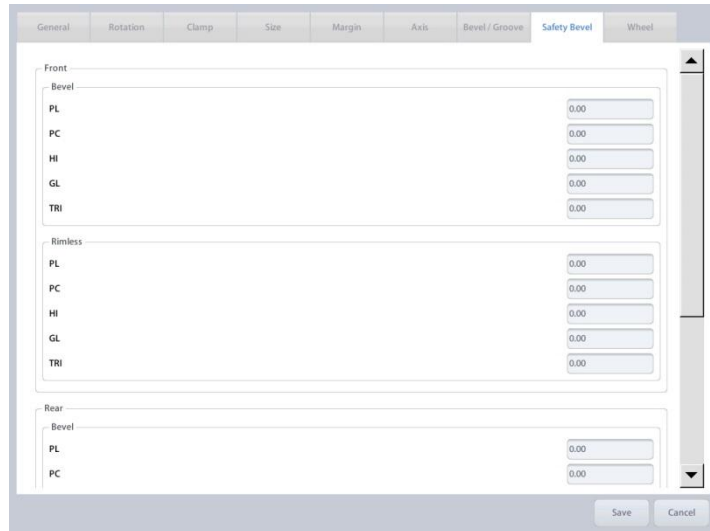 General Rotation Clamp Size Margin Axis Bevel / Groove Safety Bevel Wheel
Front
Bevel
PL 0.00
PC 0.00
HI 0.00
GL 0.00
TRI 0.00
Rimless
PL 0.00
PC 0.00
HI 0.00
GL 0.00
TRI 0.00
Rear
Bevel
PL 0.00
PC 0.00
Save Cancel